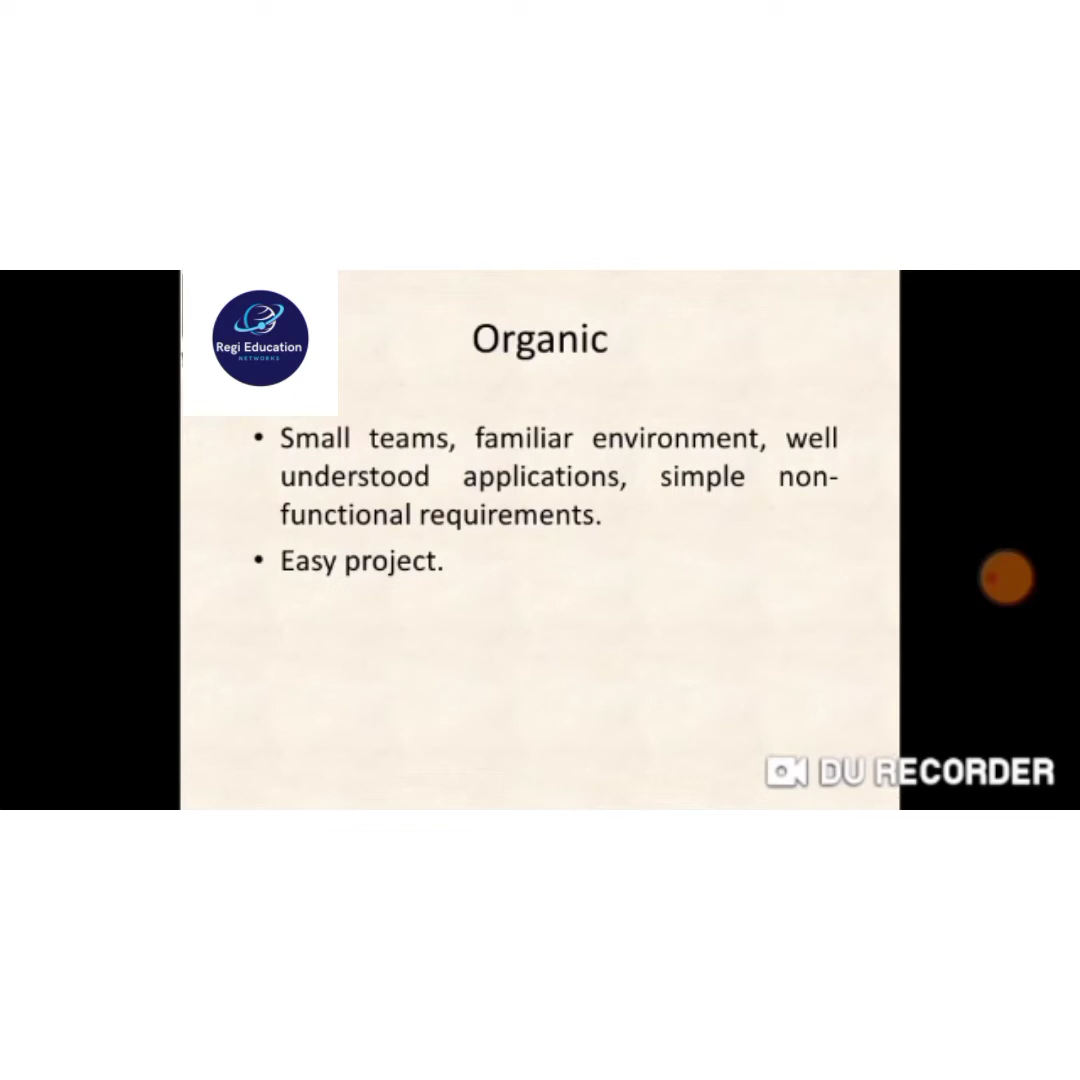 Regi Education
NETWORKS
Organic
• Small teams, familiar environment, well
understood applications, simple non-
functional requirements.
• Easy project.
DU RECORDER